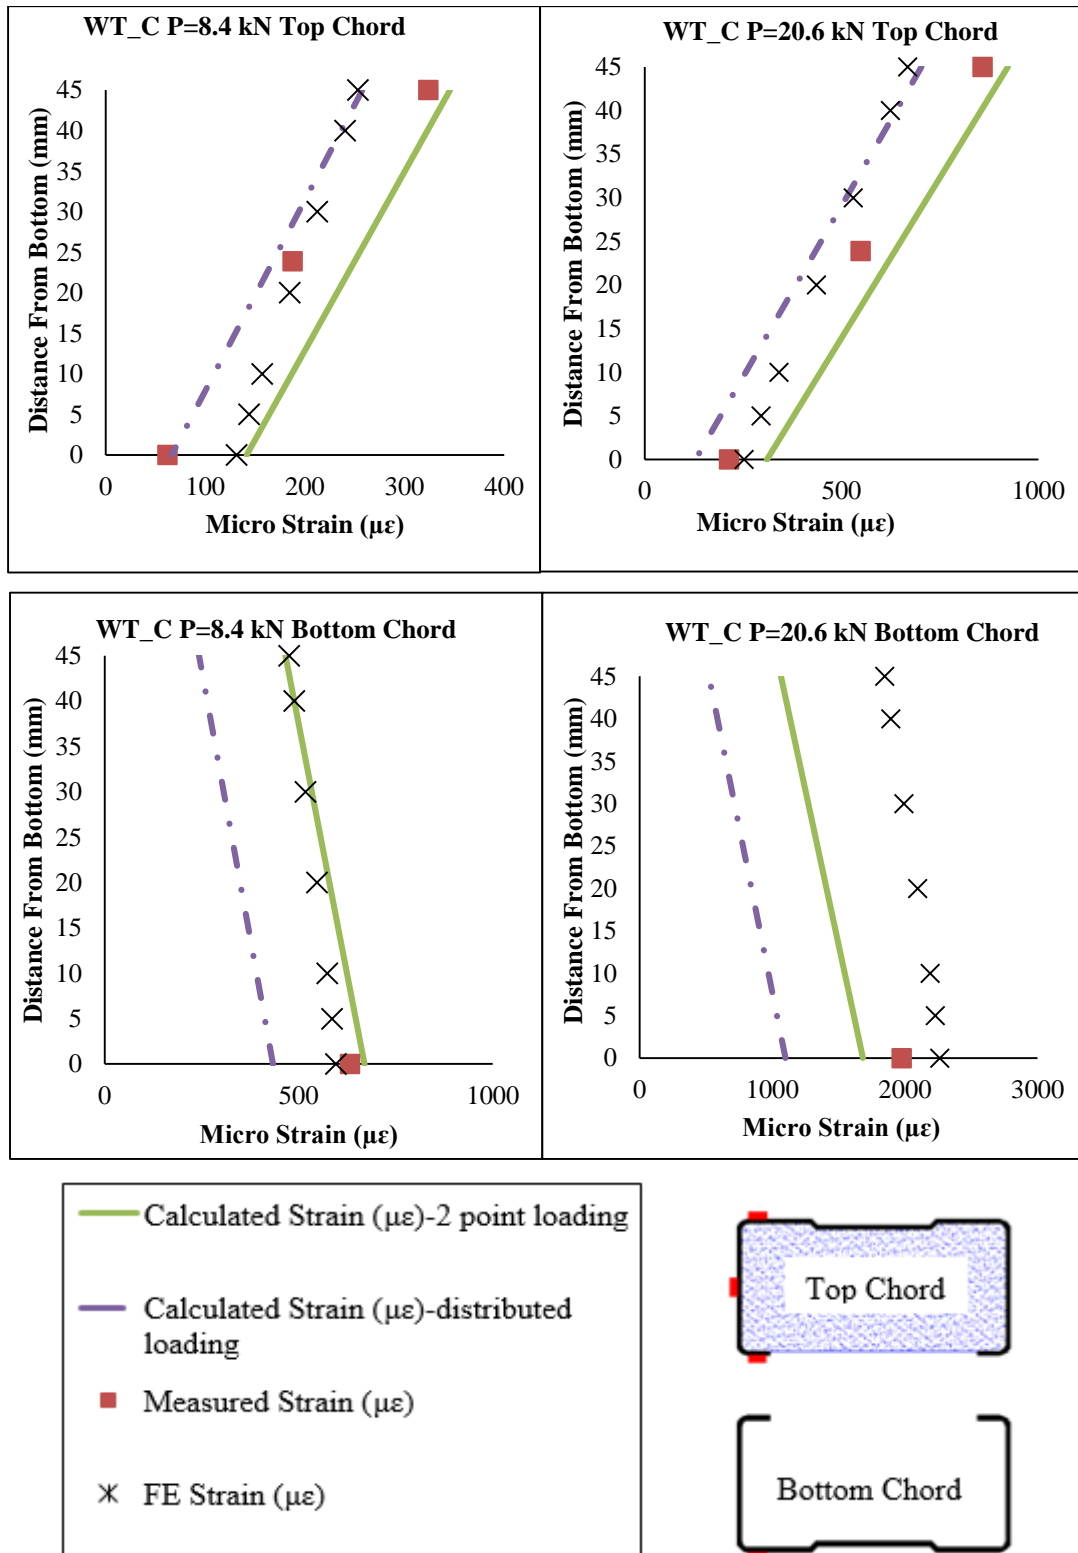 WT_C P=8.4 kN Top Chord
Distance From Bottom (mm)
45
40
35
30
25
20
15
10
5
0
0 100 200 300 400
Micro Strain (με)
WT_C P=20.6 kN Top Chord
Distance From Bottom (mm)
45
40
35
30
25
20
15
10
5
0
0 500 1000
Micro Strain (με)
WT_C P=8.4 kN Bottom Chord
Distance From Bottom (mm)
45
40
35
30
25
20
15
10
5
0
0 500 1000
Micro Strain (με)
WT_C P=20.6 kN Bottom Chord
Distance From Bottom (mm)
45
40
35
30
25
20
15
10
5
0
0 1000 2000 3000
Micro Strain (με)
Calculated Strain (με)-2 point loading
Calculated Strain (με)-distributed
loading
Measured Strain (με)
FE Strain (με)
Top Chord
Bottom Chord